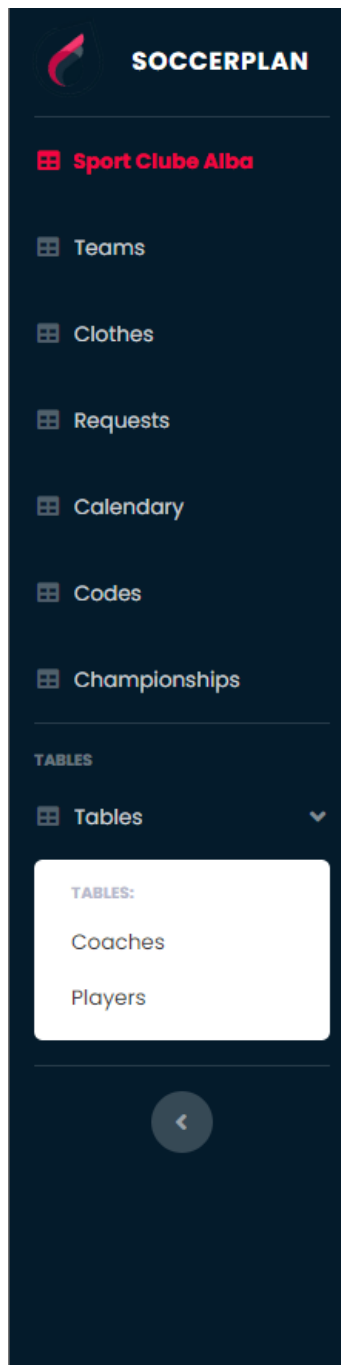 SOCCERPLAN
Sport Clube Alba
Teams
Clothes
Requests
Calendary
Codes
Championships
TABLES
Tables
TABLES:
Coaches
Players